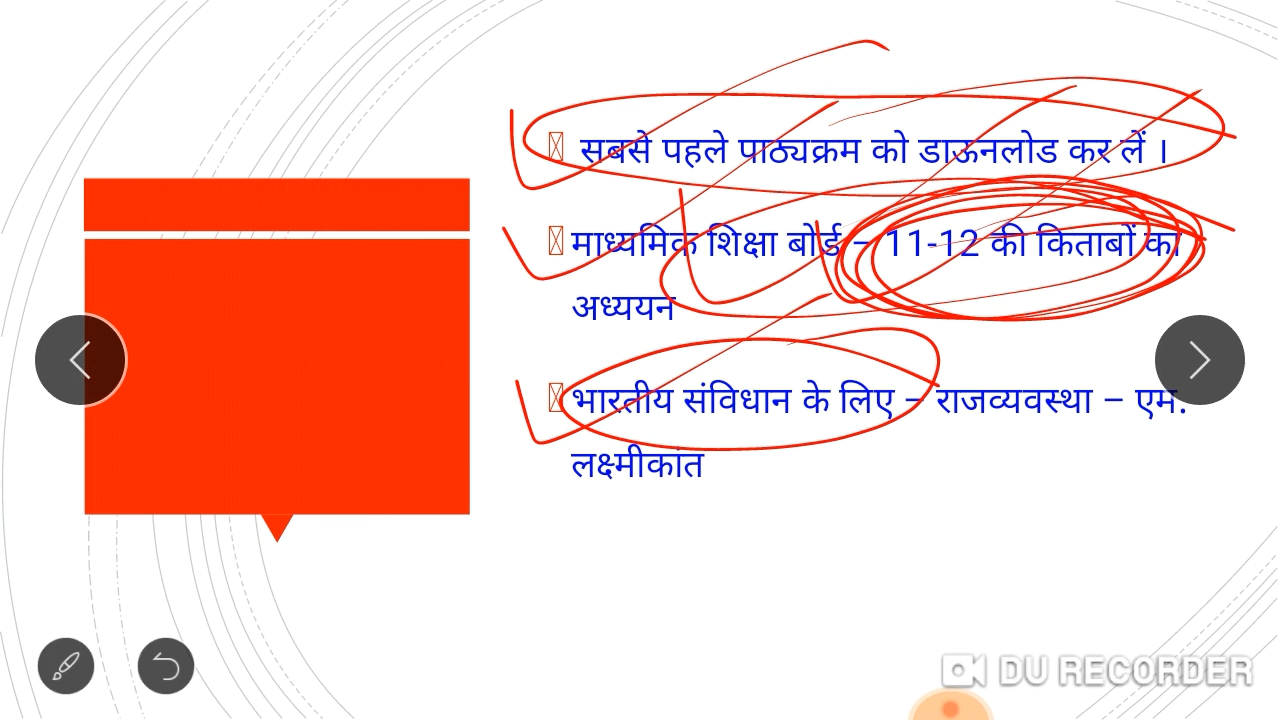 सबसे पहले पाठ्यक्रम को डाऊनलोड कर लें ।
माध्यमिक शिक्षा बोर्ड – 11-12 की किताबों का
अध्ययन
भारतीय संविधान के लिए – राजव्यवस्था – एम.
लक्ष्मीकांत
DU RECORDER